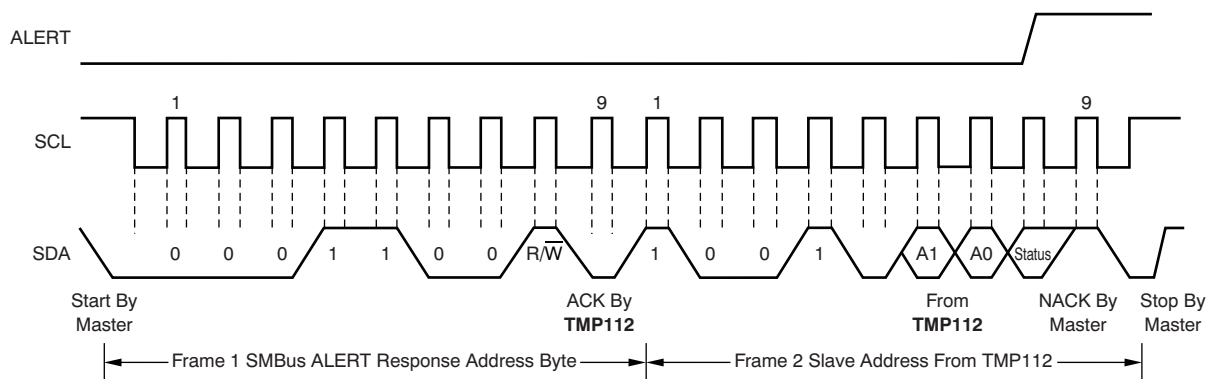 ALERT
1 9 1 9
SCL
SDA 0 0 0 1 1 0 0 R/W 1 0 0 1 A1 A0 Status
Start By
Master
ACK By
TMP112
From
TMP112
NACK By
Master
Stop By
Master
Frame 1 SMBus ALERT Response Address Byte
Frame 2 Slave Address From TMP112